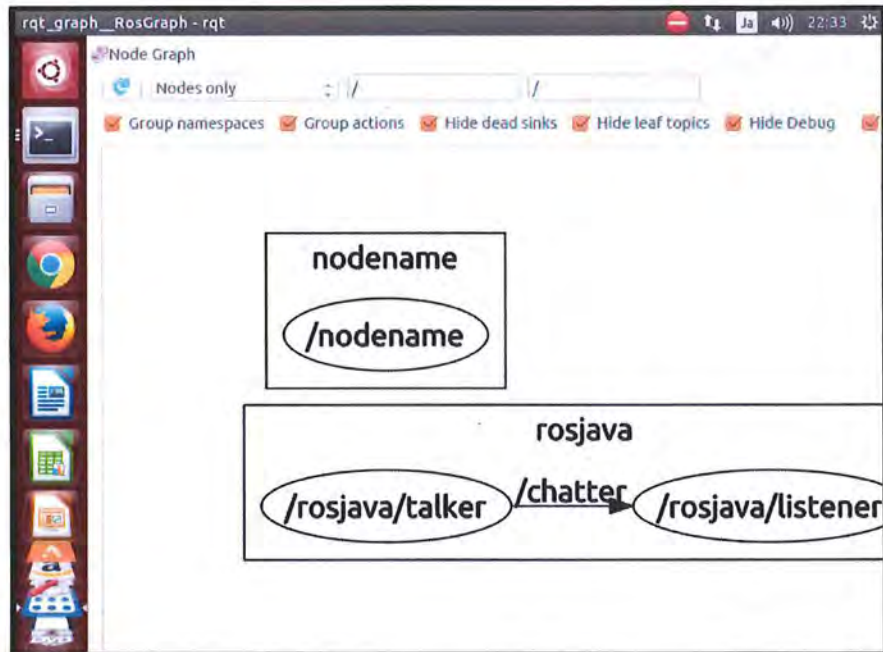 rqt_graph__RosGraph - rqt
Ja
22:33
Node Graph
Nodes only
/
/
Group namespaces
Group actions
Hide dead sinks
Hide leaf topics
Hide Debug
nodename
/nodename
rosjava
/rosjava/talker
/chatter
/rosjava/listener
>_
a